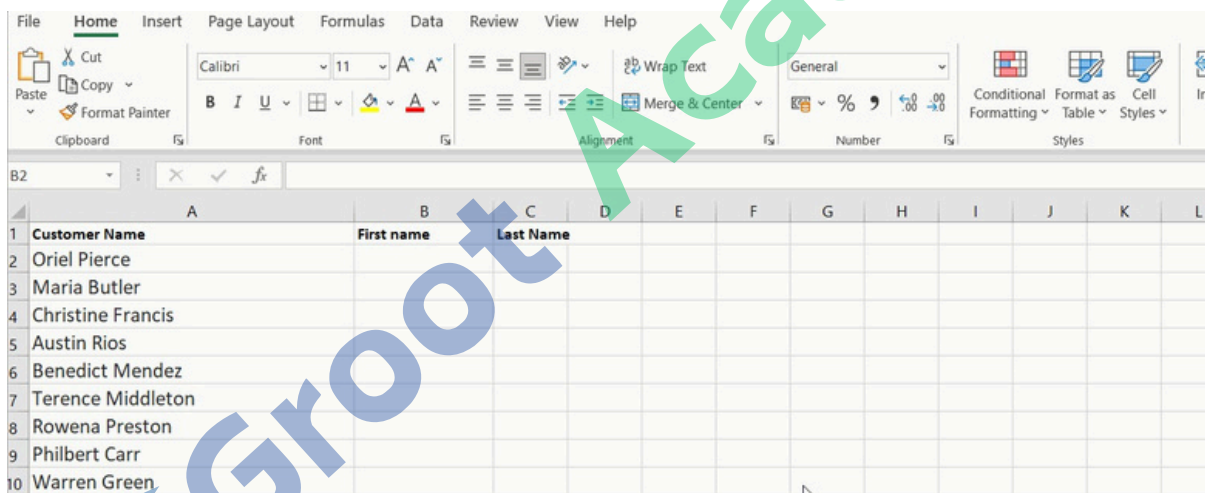 File Home Insert Page Layout Formulas Data Review View Help
Cut
Copy
Paste
Format Painter
Clipboard
Calibri 11 A^ A˅
B I U A
Font
Wrap Text
Merge & Center
Alignment
General
% 9 .00 .00
Number
Conditional Formatting
Format as Table
Cell Styles
Styles
B2 fx
A B C D E F G H I J K L
1 Customer Name First name Last Name
2 Oriel Pierce
3 Maria Butler
4 Christine Francis
5 Austin Rios
6 Benedict Mendez
7 Terence Middleton
8 Rowena Preston
9 Philbert Carr
10 Warren Green
Groot Aca